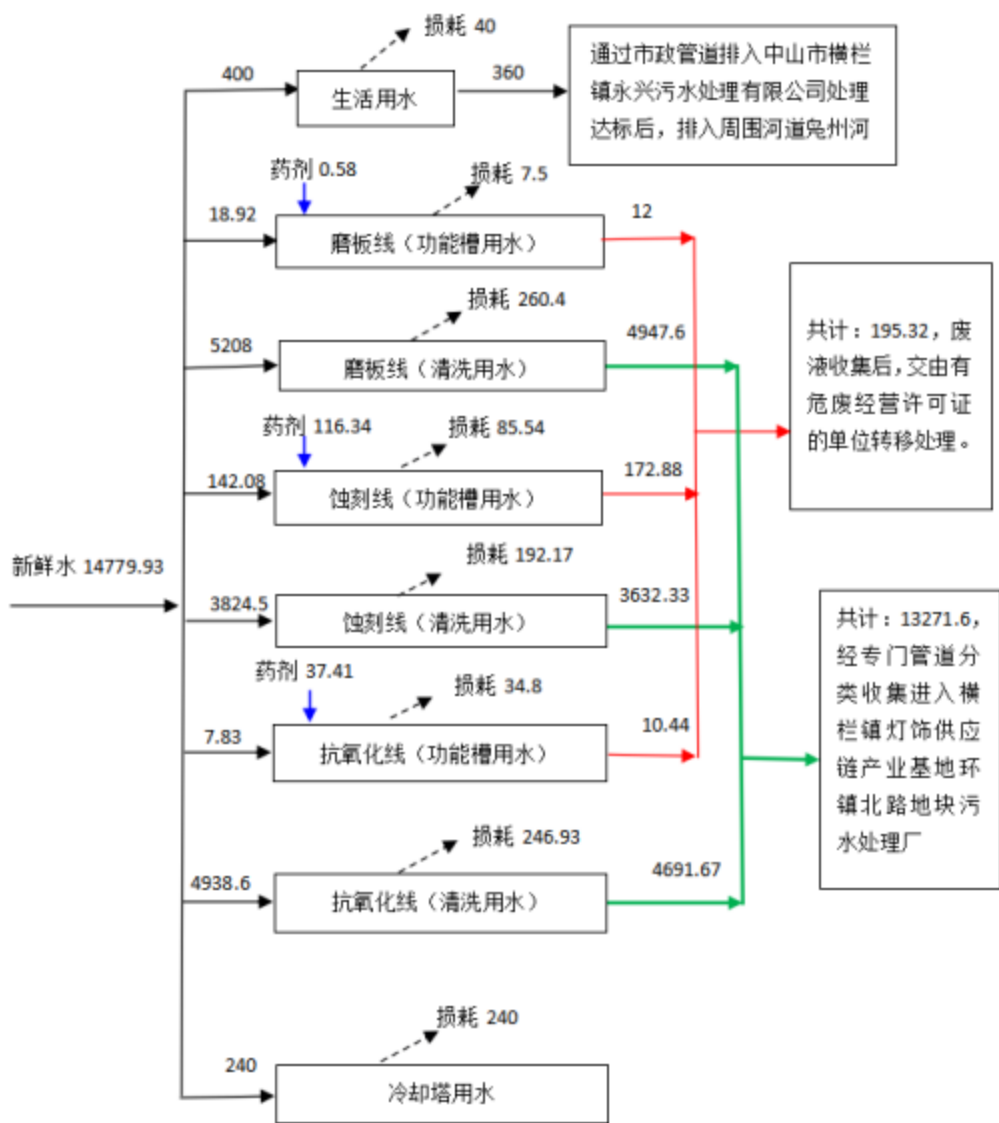 损耗 40
400
生活用水
360
通过市政管道排入中山市横栏
镇永兴污水处理有限公司处理
达标后，排入周围河道凫州河
药剂 0.58
损耗 7.5
18.92
磨板线（功能槽用水）
12
损耗 260.4
5208
磨板线（清洗用水）
4947.6
共计：195.32，废
液收集后，交由有
危废经营许可证
的单位转移处理。
药剂 116.34
损耗 85.54
142.08
蚀刻线（功能槽用水）
172.88
新鲜水 14779.93
损耗 192.17
3824.5
蚀刻线（清洗用水）
3632.33
共计：13271.6，
经专门管道分
类收集进入横
栏镇灯饰供应
链产业基地环
镇北路地块污
水处理厂
药剂 37.41
损耗 34.8
7.83
抗氧化线（功能槽用水）
10.44
损耗 246.93
4938.6
抗氧化线（清洗用水）
4691.67
损耗 240
240
冷却塔用水